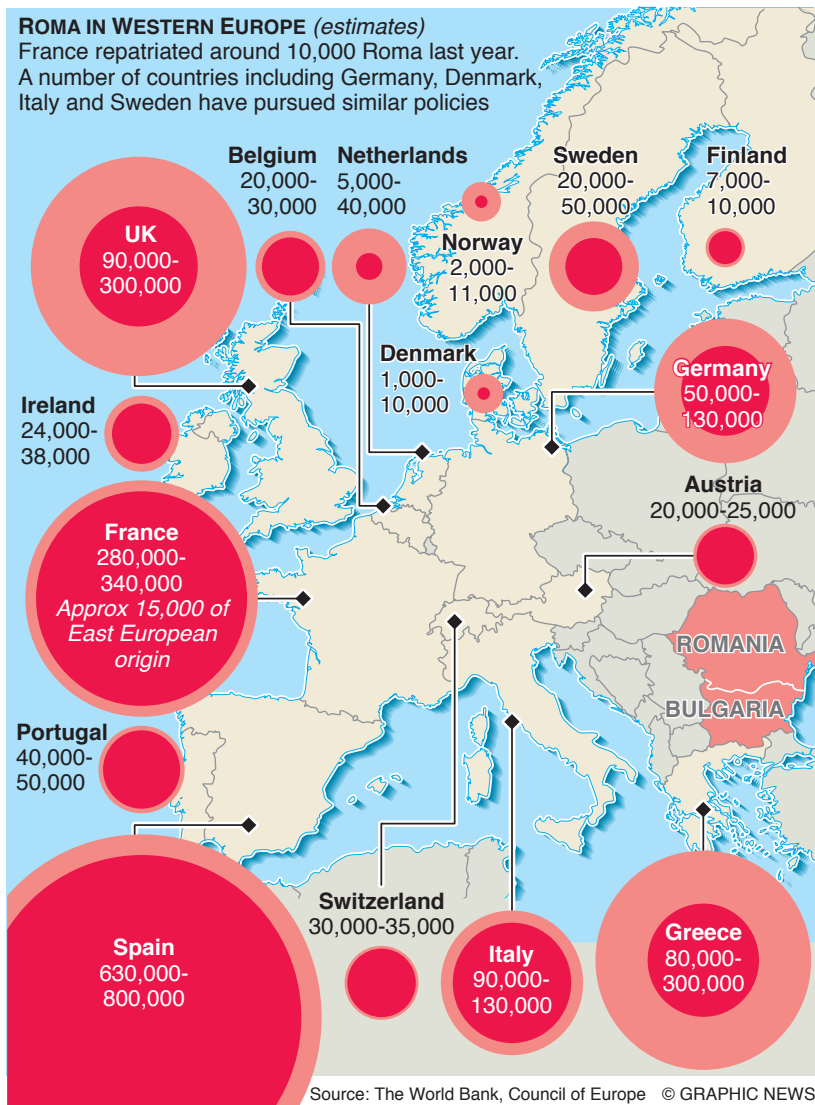 ROMA IN WESTERN EUROPE (estimates)
France repatriated around 10,000 Roma last year.
A number of countries including Germany, Denmark,
Italy and Sweden have pursued similar policies
Belgium
20,000-
30,000
Netherlands
5,000-
40,000
Sweden
20,000-
50,000
Finland
7,000-
10,000
UK
90,000-
300,000
Norway
2,000-
11,000
Denmark
1,000-
10,000
Germany
50,000-
130,000
Ireland
24,000-
38,000
Austria
20,000-25,000
France
280,000-
340,000
Approx 15,000 of
East European
origin
ROMANIA
BULGARIA
Portugal
40,000-
50,000
Switzerland
30,000-35,000
Spain
630,000-
800,000
Italy
90,000-
130,000
Greece
80,000-
300,000
Source: The World Bank, Council of Europe © GRAPHIC NEWS